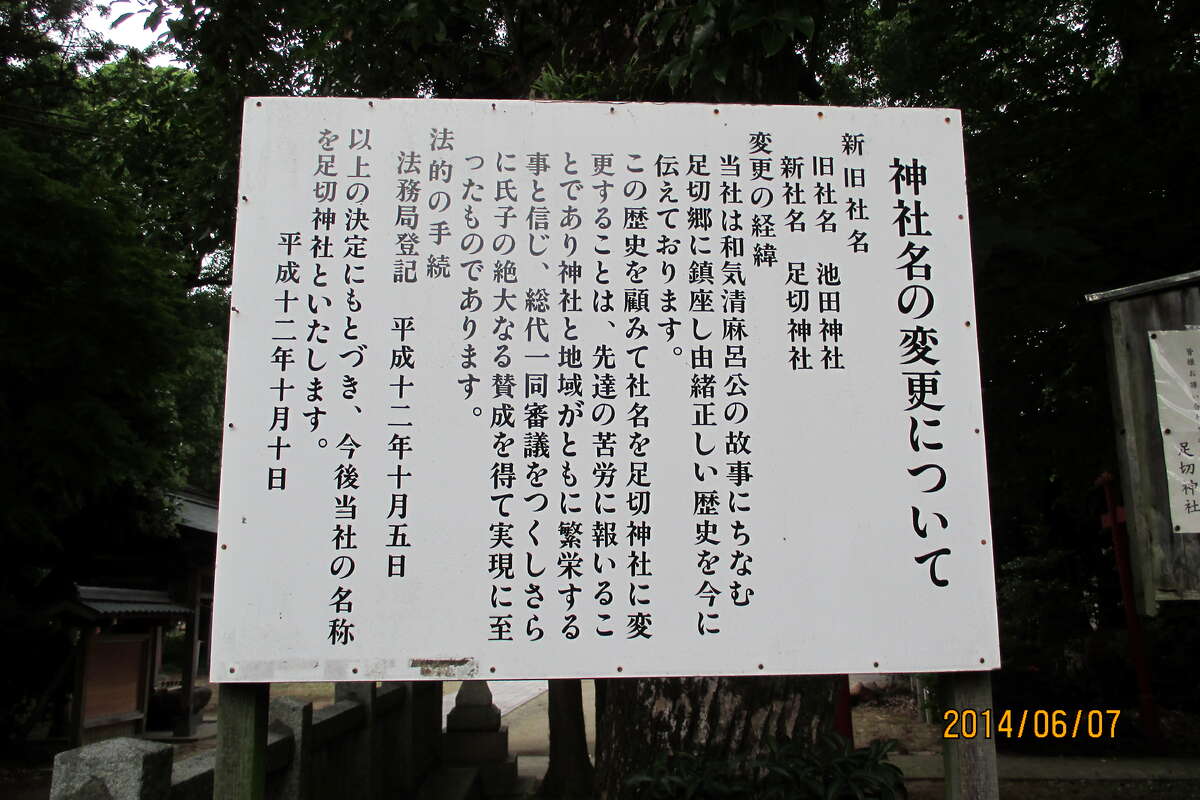 神社名の変更について
新旧社名
旧社名 池田神社
新社名 足切神社
変更の経緯
当社は和気清麻呂公の故事にちなむ
足切郷に鎮座し由緒正しい歴史を今に
伝えております。
この歴史を顧みて社名を足切神社に変
更することは、先達の苦労に報いるこ
とであり神社と地域がともに繁栄する
事と信じ、総代一同審議をつくしさら
に氏子の絶大なる賛成を得て実現に至
ったものであります。
法的の手続
法務局登記 平成十二年十月五日
以上の決定にもとづき、今後当社の名称
を足切神社といたします。
平成十二年十月十日
足切神社
2014/06/07